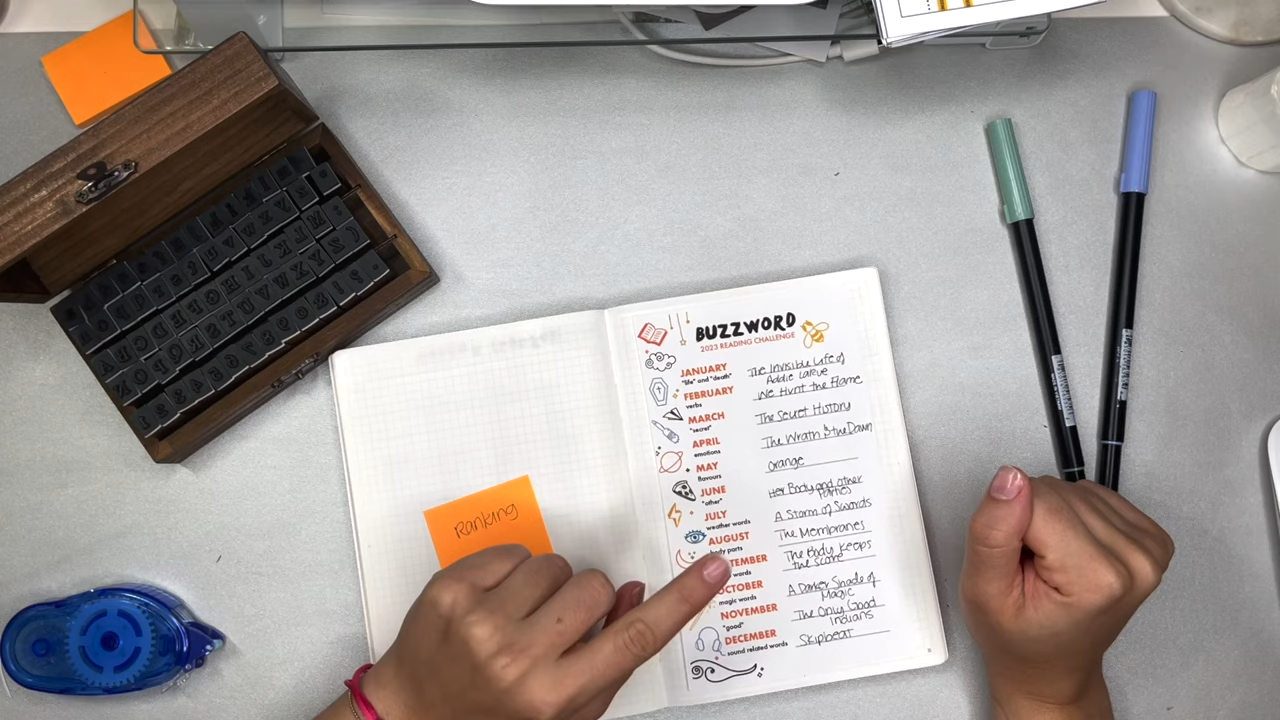 BUZZWORD
2023 READING CHALLENGE
JANUARY
"life" and "death"
The Invisible Life of
Addie LaRue
FEBRUARY
verbs
We Hunt the Flame
MARCH
"secret"
The Secret History
APRIL
emotions
The Wrath & the Dawn
MAY
flavours
Orange
JUNE
"other"
Her Body and other
Parties
JULY
weather words
A Storm of Swords
AUGUST
body parts
The Membranes
TEMBER
words
The Body Keeps
the Score
OCTOBER
magic words
A Darker Shade of
Magic
NOVEMBER
"good"
The Only Good
Indians
DECEMBER
sound related words
Skipbeat
Ranking